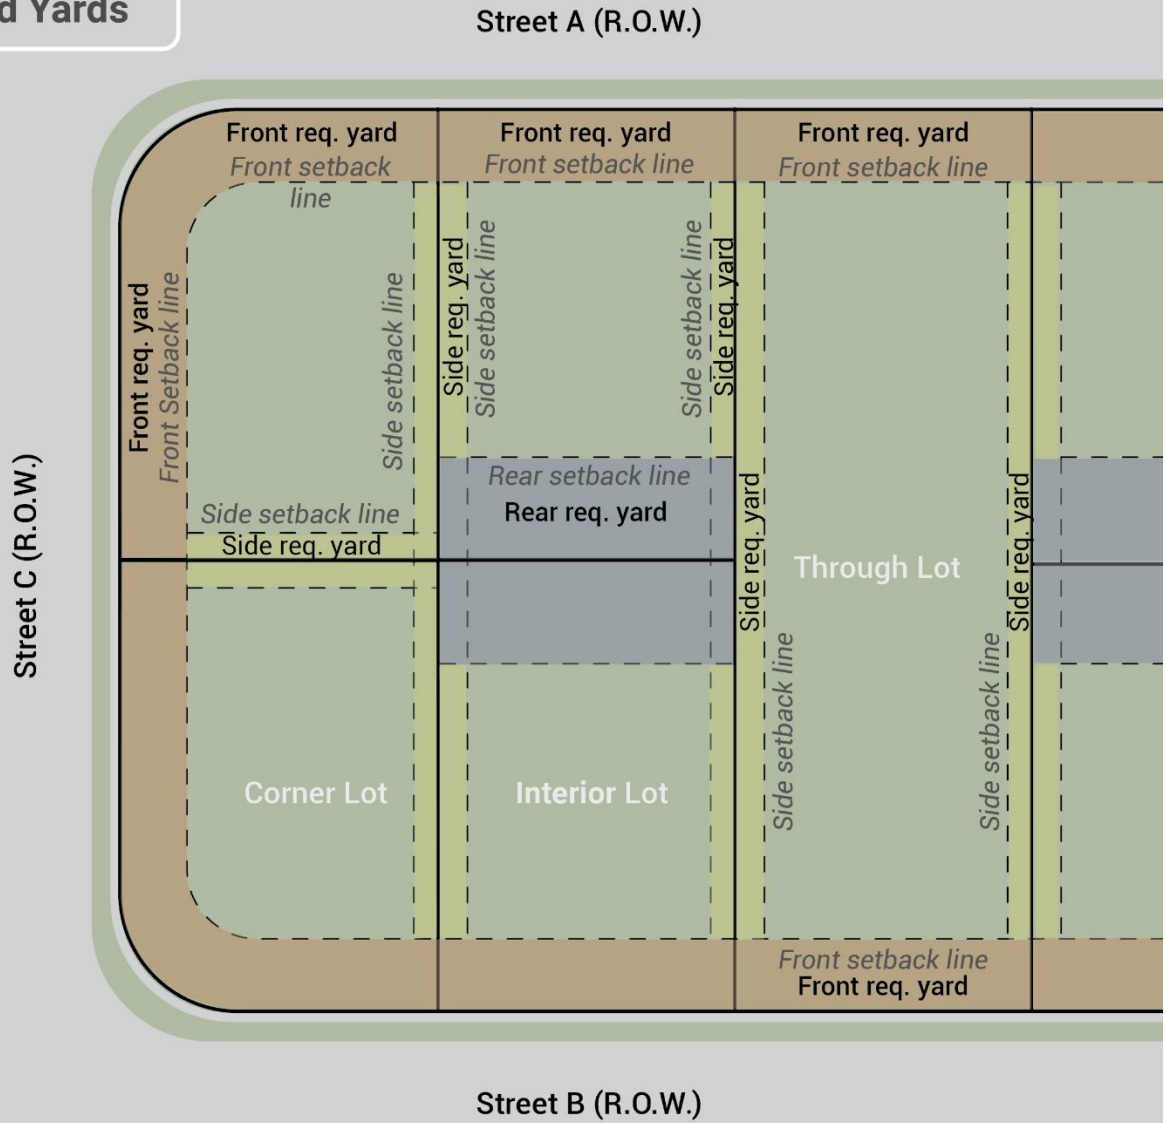 d Yards
Street A (R.O.W.)
Front req. yard
Front setback
line
Front req. yard
Front setback line
Front req. yard
Front setback line
Front req. yard
Front Setback line
Side setback line
Side req. yard
Side setback line
Side setback line
Side req. yard
Side setback line
Side req. yard
Rear setback line
Rear req. yard
Side req. yard
Side setback line
Through Lot
Side req. yard
Side setback line
Street C (R.O.W.)
Corner Lot
Interior Lot
Front setback line
Front req. yard
Street B (R.O.W.)